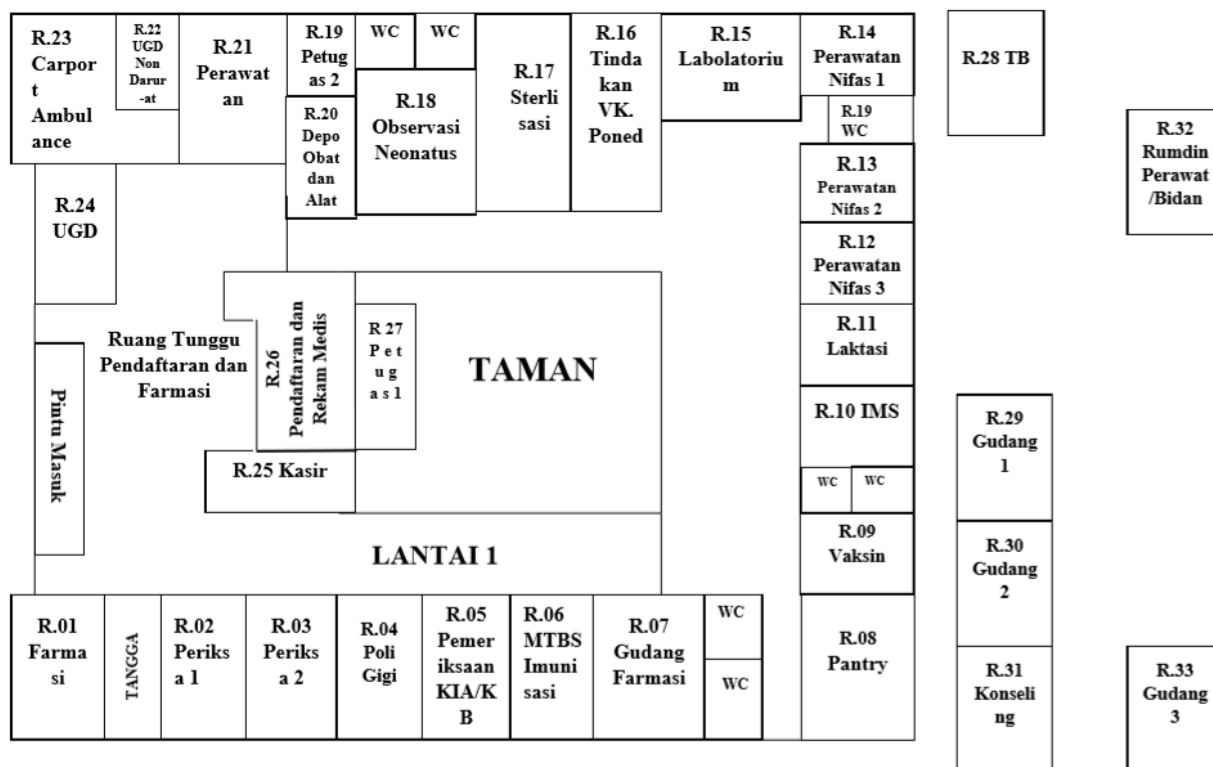 R.23
Carpor
t
Ambul
ance
R.22
UGD
Non
Darur
-at
R.21
Perawat
an
R.19
Petug
as 2
WC
WC
R.20
Depo
Obat
dan
Alat
R.18
Observasi
Neonatus
R.17
Sterli
sasi
R.16
Tinda
kan
VK.
Poned
R.15
Labolatoriu
m
R.14
Perawatan
Nifas 1
R.19
WC
R.13
Perawatan
Nifas 2
R.12
Perawatan
Nifas 3
R.11
Laktasi
R.10 IMS
WC
WC
R.09
Vaksin
R.08
Pantry
R.28 TB
R.32
Rumdin
Perawat
/Bidan
R.29
Gudang
1
R.30
Gudang
2
R.31
Konseli
ng
R.33
Gudang
3
R.24
UGD
Ruang Tunggu
Pendaftaran dan
Farmasi
Pintu Masuk
R.26
Pendaftaran dan
Rekam Medis
R 27
P e t
u g
a s 1
TAMAN
R.25 Kasir
LANTAI 1
R.01
Farma
si
TANGGA
R.02
Periks
a 1
R.03
Periks
a 2
R.04
Poli
Gigi
R.05
Pemer
iksaan
KIA/K
B
R.06
MTBS
Imuni
sasi
R.07
Gudang
Farmasi
WC
WC